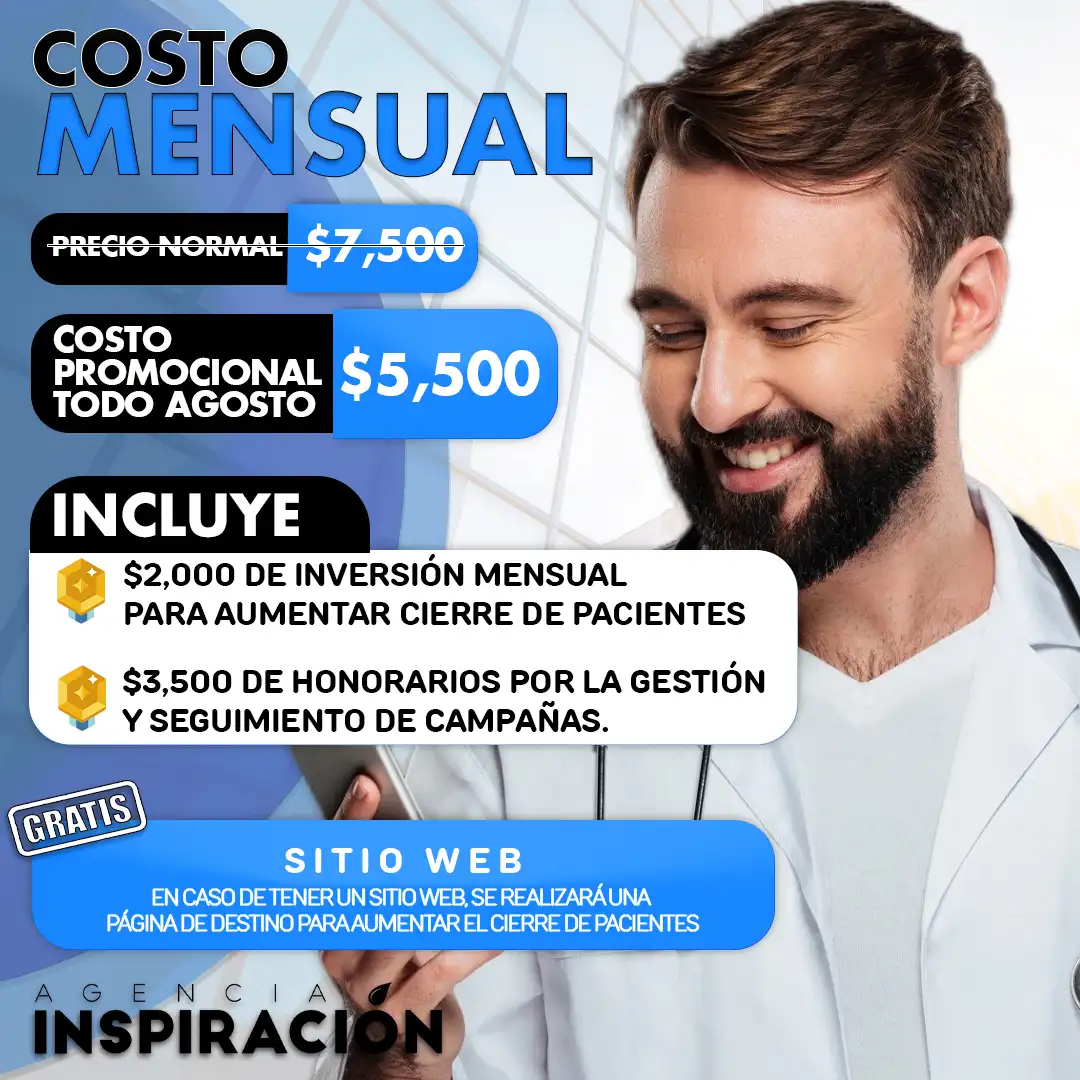 COSTO
MENSUAL
PRECIO NORMAL $7,500
COSTO
PROMOCIONAL
TODO AGOSTO
$5,500
INCLUYE
$2,000 DE INVERSIÓN MENSUAL
PARA AUMENTAR CIERRE DE PACIENTES
$3,500 DE HONORARIOS POR LA GESTIÓN
Y SEGUIMIENTO DE CAMPAÑAS.
GRATIS
SITIO WEB
EN CASO DE TENER UN SITIO WEB, SE REALIZARÁ UNA
PÁGINA DE DESTINO PARA AUMENTAR EL CIERRE DE PACIENTES
AGENCIA
INSPIRACIÓN